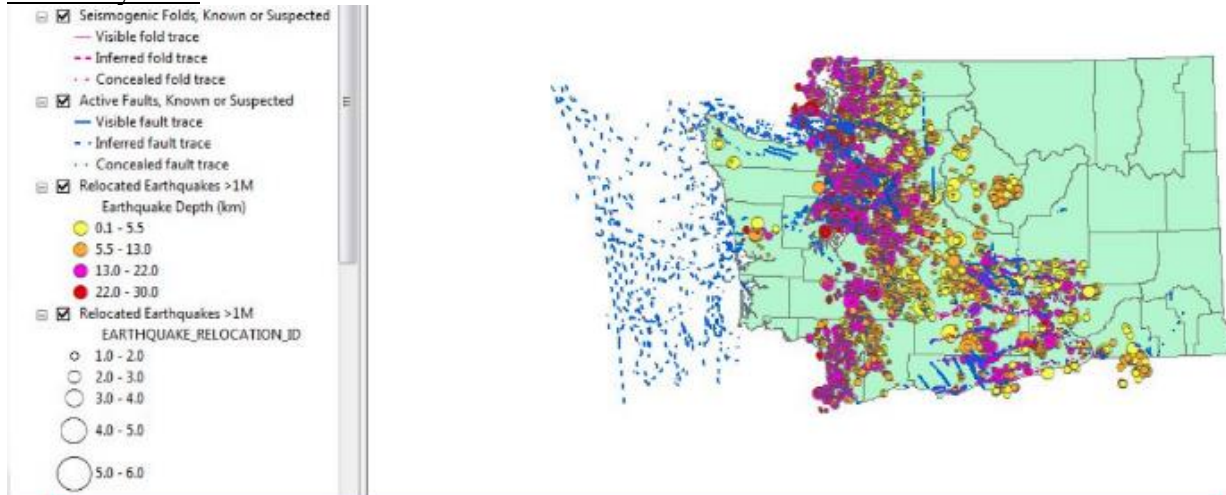 Seismogenic Folds, Known or Suspected
Visible fold trace
Inferred fold trace
Concealed fold trace
Active Faults, Known or Suspected
Visible fault trace
Inferred fault trace
Concealed fault trace
Relocated Earthquakes >1M
Earthquake Depth (km)
0.1 - 5.5
5.5 - 13.0
13.0 - 22.0
22.0 - 30.0
Relocated Earthquakes >1M
EARTHQUAKE_RELOCATION_ID
1.0 - 2.0
2.0 - 3.0
3.0 - 4.0
4.0 - 5.0
5.0 - 6.0